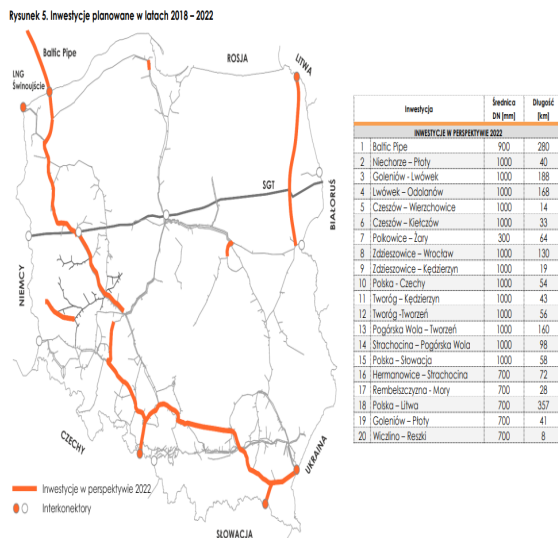 Rysunek 5. Inwestycje planowane w latach 2018 – 2022
Baltic Pipe
ROSJA
LITWA
LNG
Świnoujście
SGT
BIAŁORUŚ
NIEMCY
CZECHY
UKRAINA
SŁOWACJA
Inwestycje w perspektywie 2022
Interkonektory
Inwestycja Średnica DN [mm] Długość [km]
INWESTYCJE W PERSPEKTYWIE 2022
1 Baltic Pipe 900 280
2 Niechorze – Płoty 1000 40
3 Goleniów - Lwówek 1000 188
4 Lwówek – Odolanów 1000 168
5 Czeszów – Wierzchowice 1000 14
6 Czeszów – Kiełczów 1000 33
7 Polkowice – Żary 300 64
8 Zdzieszowice – Wrocław 1000 130
9 Zdzieszowice – Kędzierzyn 1000 19
10 Polska - Czechy 1000 54
11 Tworóg – Kędzierzyn 1000 43
12 Tworóg -Tworzeń 1000 56
13 Pogórska Wola – Tworzeń 1000 160
14 Strachocina – Pogórska Wola 1000 98
15 Polska – Słowacja 1000 58
16 Hermanowice – Strachocina 700 72
17 Rembelszczyzna - Mory 700 28
18 Polska – Litwa 700 357
19 Goleniów – Płoty 700 41
20 Wiczlino – Reszki 700 8